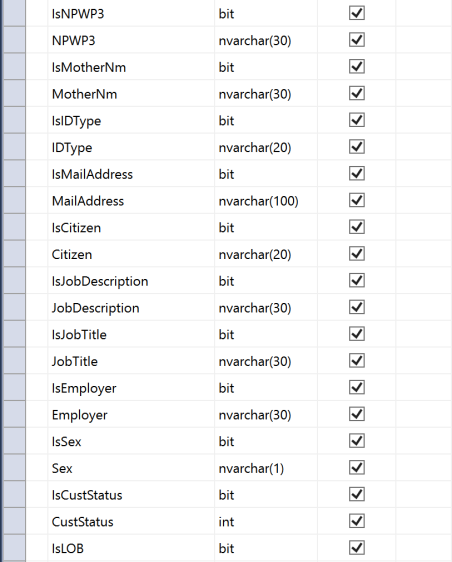 IsNPWP3 bit
NPWP3 nvarchar(30)
IsMotherNm bit
MotherNm nvarchar(30)
IsIDType bit
IDType nvarchar(20)
IsMailAddress bit
MailAddress nvarchar(100)
IsCitizen bit
Citizen nvarchar(20)
IsJobDescription bit
JobDescription nvarchar(30)
IsJobTitle bit
JobTitle nvarchar(30)
IsEmployer bit
Employer nvarchar(30)
IsSex bit
Sex nvarchar(1)
IsCustStatus bit
CustStatus int
IsLOB bit